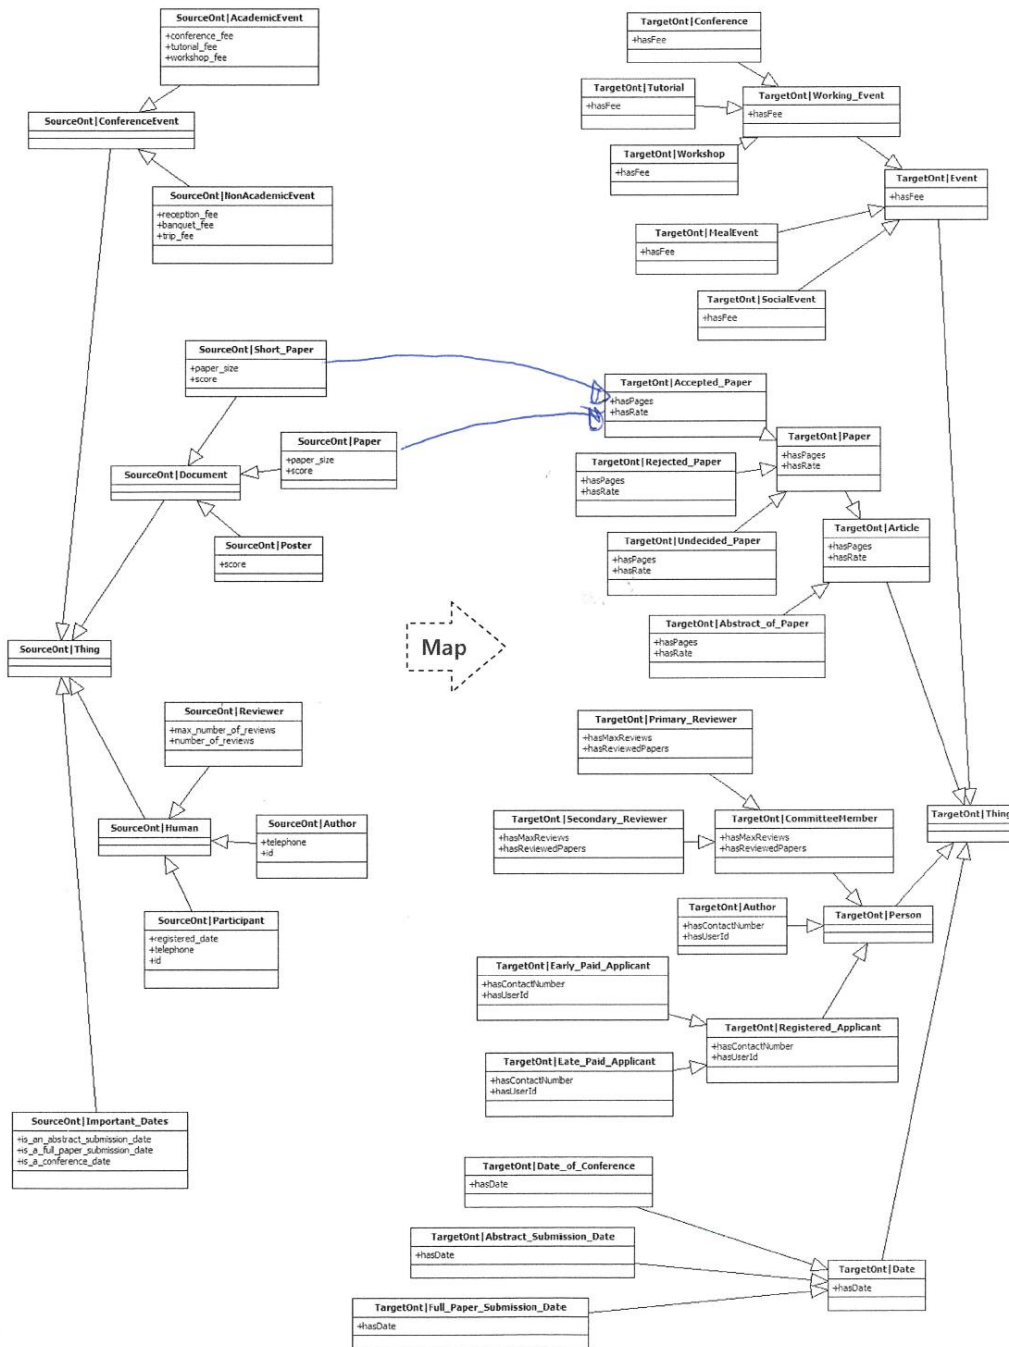 SourceOnt|AcademicEvent
+conference_fee
+tutorial_fee
+workshop_fee
SourceOnt|ConferenceEvent
SourceOnt|NonAcademicEvent
+reception_fee
+banquet_fee
+trip_fee
SourceOnt|Short_Paper
+paper_size
+score
SourceOnt|Paper
+paper_size
+score
SourceOnt|Document
SourceOnt|Poster
+score
SourceOnt|Thing
SourceOnt|Reviewer
+max_number_of_reviews
+number_of_reviews
SourceOnt|Human
SourceOnt|Author
+telephone
+id
SourceOnt|Participant
+registered_date
+telephone
+id
SourceOnt|Important_Dates
+is_an_abstract_submission_date
+is_a_full_paper_submission_date
+is_a_conference_date
Map
TargetOnt|Conference
+hasFee
TargetOnt|Tutorial
+hasFee
TargetOnt|Working_Event
+hasFee
TargetOnt|Workshop
+hasFee
TargetOnt|Event
+hasFee
TargetOnt|MealEvent
+hasFee
TargetOnt|SocialEvent
+hasFee
TargetOnt|Accepted_Paper
+hasPages
+hasRate
TargetOnt|Paper
+hasPages
+hasRate
TargetOnt|Rejected_Paper
+hasPages
+hasRate
TargetOnt|Undecided_Paper
+hasPages
+hasRate
TargetOnt|Article
+hasPages
+hasRate
TargetOnt|Abstract_of_Paper
+hasPages
+hasRate
TargetOnt|Primary_Reviewer
+hasMaxReviews
+hasReviewedPapers
TargetOnt|Secondary_Reviewer
+hasMaxReviews
+hasReviewedPapers
TargetOnt|CommitteeMember
+hasMaxReviews
+hasReviewedPapers
TargetOnt|Thing
TargetOnt|Author
+hasContactNumber
+hasUserId
TargetOnt|Person
TargetOnt|Early_Paid_Applicant
+hasContactNumber
+hasUserId
TargetOnt|Registered_Applicant
+hasContactNumber
+hasUserId
TargetOnt|Late_Paid_Applicant
+hasContactNumber
+hasUserId
TargetOnt|Date_of_Conference
+hasDate
TargetOnt|Abstract_Submission_Date
+hasDate
TargetOnt|Date
+hasDate
TargetOnt|Full_Paper_Submission_Date
+hasDate